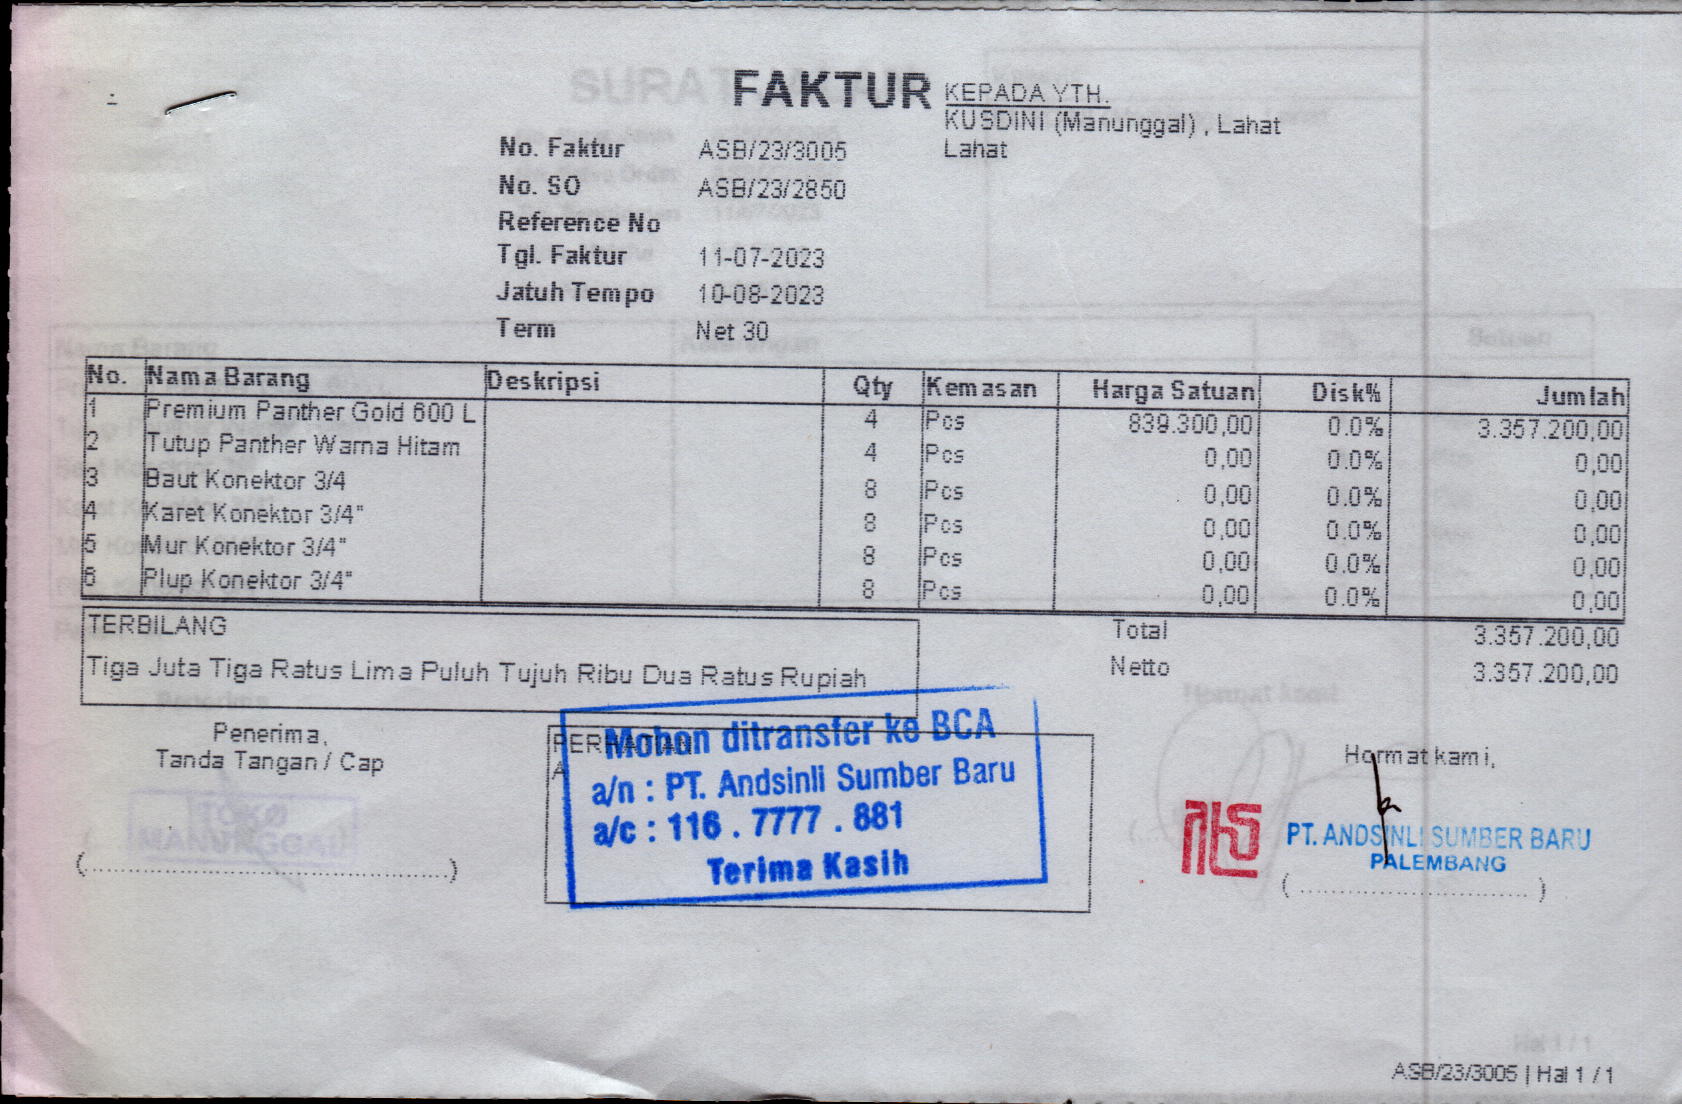 FAKTUR
KEPADA YTH.
KUSDINI (Manunggal) , Lahat
Lahat
No. Faktur ASB/23/3005
No. SO ASB/23/2850
Reference No
Tgl. Faktur 11-07-2023
Jatuh Tempo 10-08-2023
Term Net 30
No. Nama Barang Deskripsi Qty Kemasan Harga Satuan Disk% Jumlah
1 Premium Panther Gold 600 L 4 Pcs 839.300,00 0.0% 3.357.200,00
2 Tutup Panther Warna Hitam 4 Pcs 0,00 0.0% 0,00
3 Baut Konektor 3/4 8 Pcs 0,00 0.0% 0,00
4 Karet Konektor 3/4" 8 Pcs 0,00 0.0% 0,00
5 Mur Konektor 3/4" 8 Pcs 0,00 0.0% 0,00
6 Plup Konektor 3/4" 8 Pcs 0,00 0.0% 0,00
TERBILANG
Tiga Juta Tiga Ratus Lima Puluh Tujuh Ribu Dua Ratus Rupiah
Total 3.357.200,00
Netto 3.357.200,00
Penerima,
Tanda Tangan / Cap
TOKO
MANUNGGAL
(..................................................)
PERHATIAN
A
Mohon ditransfer ke BCA
a/n : PT. Andsinli Sumber Baru
a/c : 116 . 7777 . 881
Terima Kasih
Hormat kami,
PT. ANDSINLI SUMBER BARU
PALEMBANG
(................................)
ASB/23/3005 | Hal 1 / 1